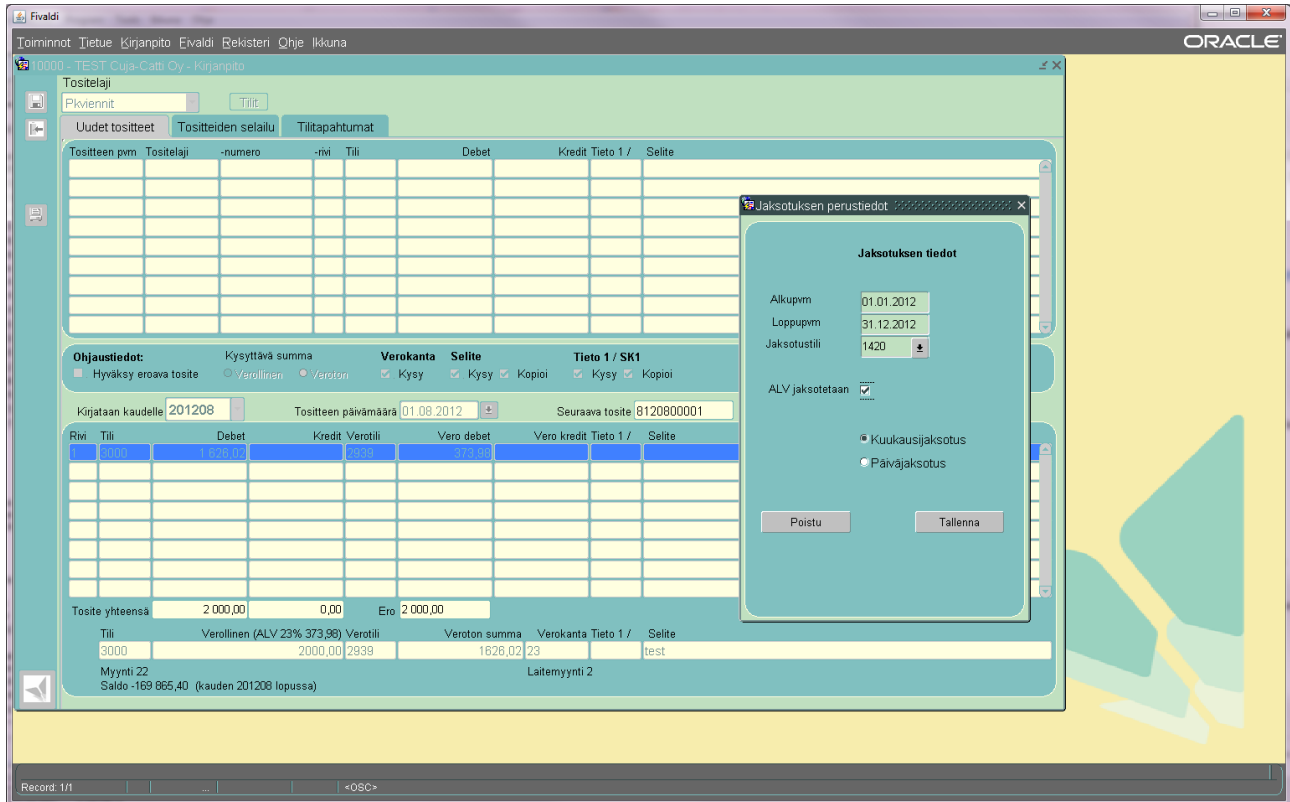 Fivaldi
Toiminnot Tietue Kirjanpito Fivaldi Rekisteri Ohje Ikkuna
ORACLE
10000 - TEST Cuja-Catti Oy - Kirjanpito
Tositelaji
Pkviennit Tilit
Uudet tositteet Tositteiden selailu Tilitapahtumat
Tositteen pvm Tositelaji -numero -rivi Tili Debet Kredit Tieto 1 / Selite
Ohjaustiedot: Kysyttävä summa Verokanta Selite Tieto 1 / SK1
Hyväksy eroava tosite Verollinen Veroton Kysy Kysy Kopioi Kysy Kopioi
Kirjataan kaudelle 201208 Tositteen päivämäärä 01.08.2012 Seuraava tosite 8120800001
Rivi Tili Debet Kredit Verotili Vero debet Vero kredit Tieto 1 / Selite
1 3000 1 626,02 2939 373,98
Tosite yhteensä 2 000,00 0,00 Ero 2 000,00
Tili Verollinen (ALV 23% 373,98) Verotili Veroton summa Verokanta Tieto 1 / Selite
3000 2000,00 2939 1626,02 23 test
Myynti 22 Laitemyynti 2
Saldo -169 865,40 (kauden 201208 lopussa)
Jaksotuksen perustiedot
Jaksotuksen tiedot
Alkupvm 01.01.2012
Loppupvm 31.12.2012
Jaksotustili 1420
ALV jaksotetaan
Kuukausijaksotus
Päiväjaksotus
Poistu Tallenna
Record: 1/1 ... <OSC>